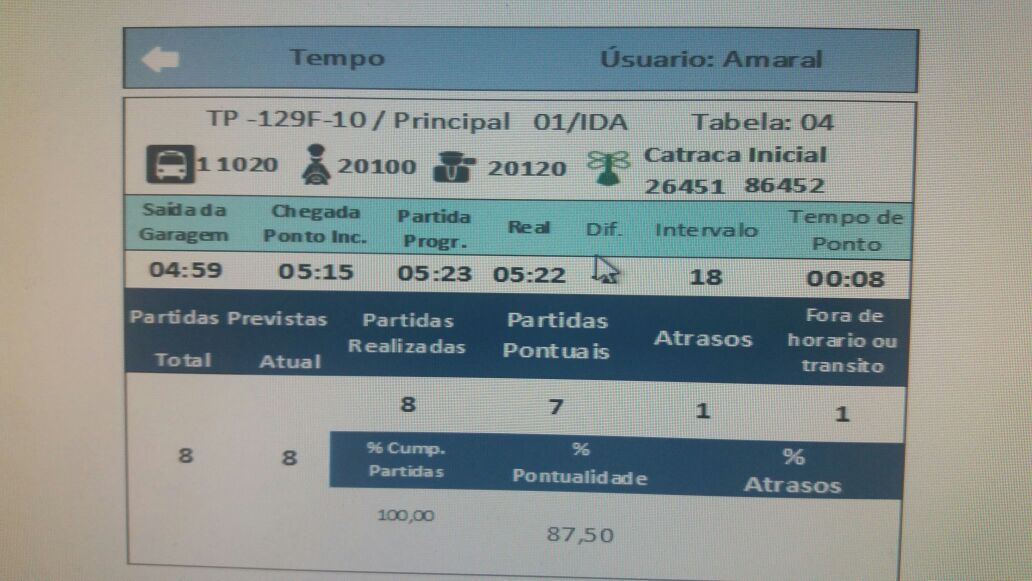 Tempo Úsuario: Amaral
TP -129F-10 / Principal 01/IDA Tabela: 04
1 1020 20100 20120 Catraca Inicial
26451 86452
Saída da Garagem Chegada Ponto Inc. Partida Progr. Real Dif. Intervalo Tempo de Ponto
04:59 05:15 05:23 05:22 18 00:08
Partidas Previstas Partidas Realizadas Partidas Pontuais Atrasos Fora de horario ou transito
Total Atual
8 7 1 1
8 8
% Cump. Partidas % Pontualidade % Atrasos
100,00 87,50